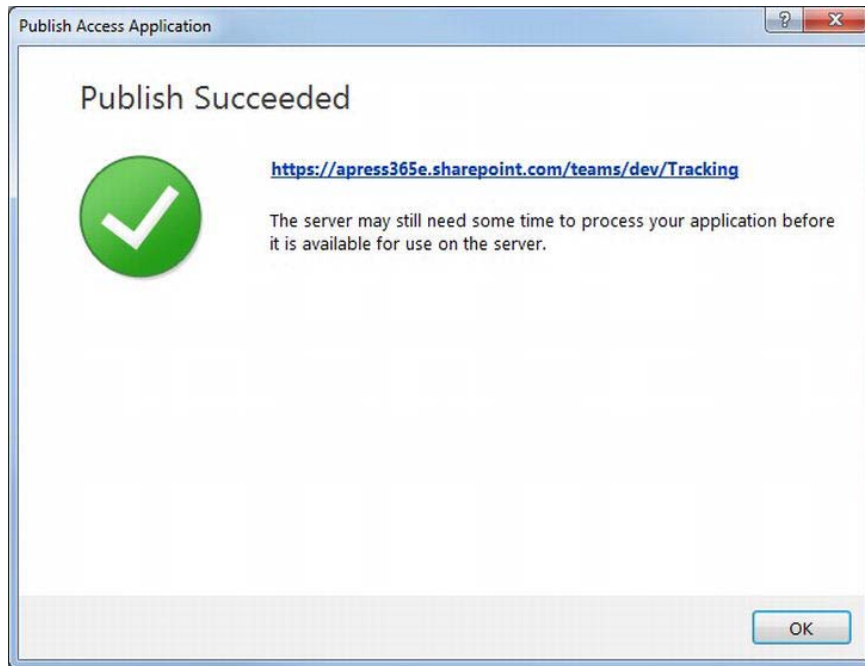 Publish Access Application
Publish Succeeded
https://apress365e.sharepoint.com/teams/dev/Tracking
The server may still need some time to process your application before
it is available for use on the server.
OK